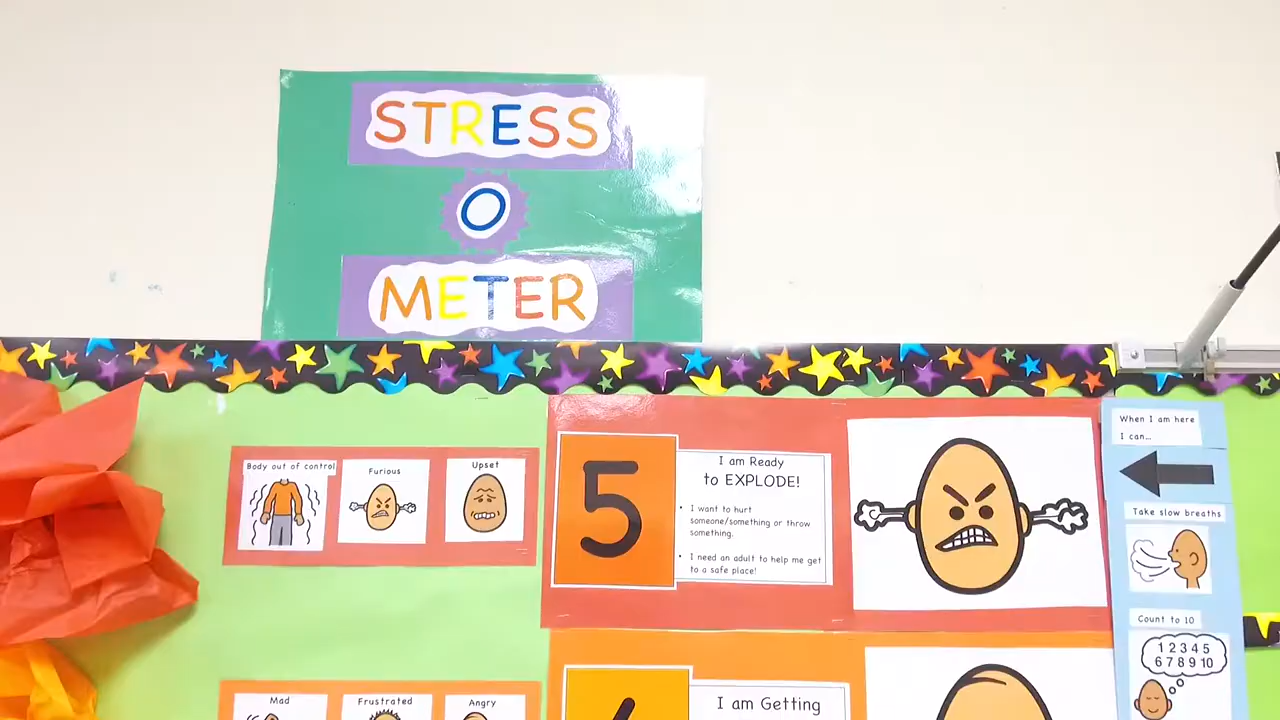 STRESS
O
METER
Body out of control
Furious
Upset
5
I am Ready
to EXPLODE!
• I want to hurt
someone/something or throw
something.
• I need an adult to help me get
to a safe place!
When I am here
I can...
Take slow breaths
Count to 10
1 2 3 4 5
6 7 8 9 10
Mad
Frustrated
Angry
I am Getting